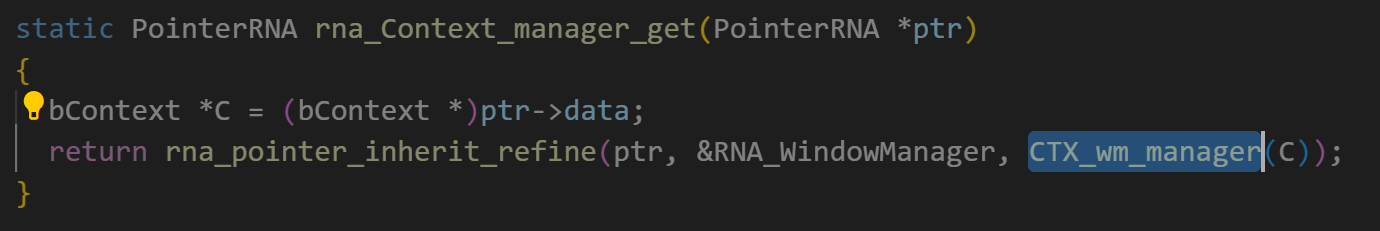 static PointerRNA rna_Context_manager_get(PointerRNA *ptr)
{
bContext *C = (bContext *)ptr->data;
return rna_pointer_inherit_refine(ptr, &RNA_WindowManager, CTX_wm_manager(C));
}